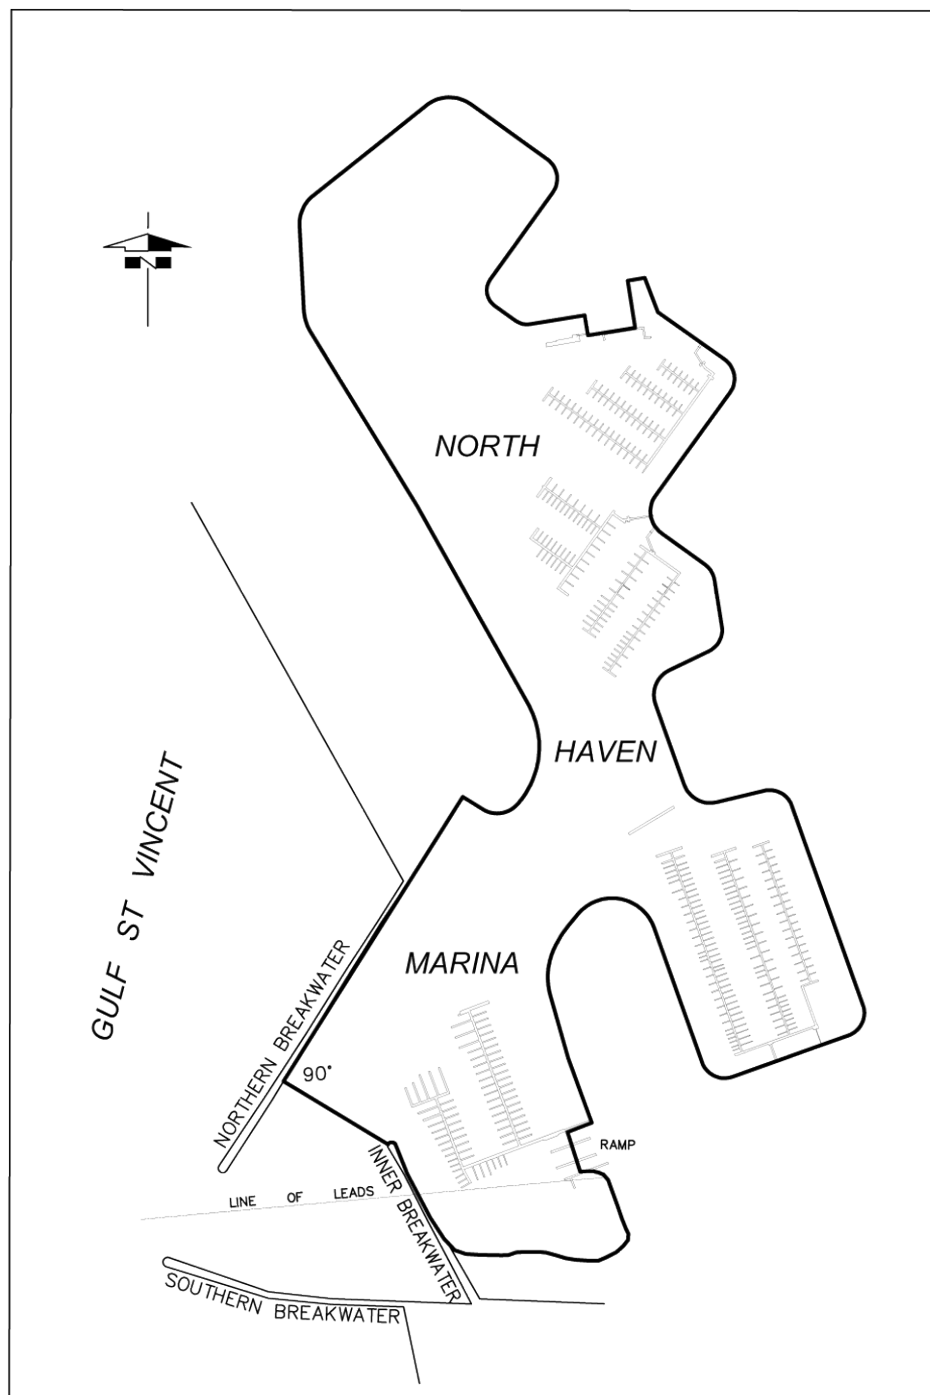 N
NORTH
HAVEN
GULF ST VINCENT
MARINA
NORTHERN BREAKWATER
90°
RAMP
INNER BREAKWATER
LINE OF LEADS
SOUTHERN BREAKWATER